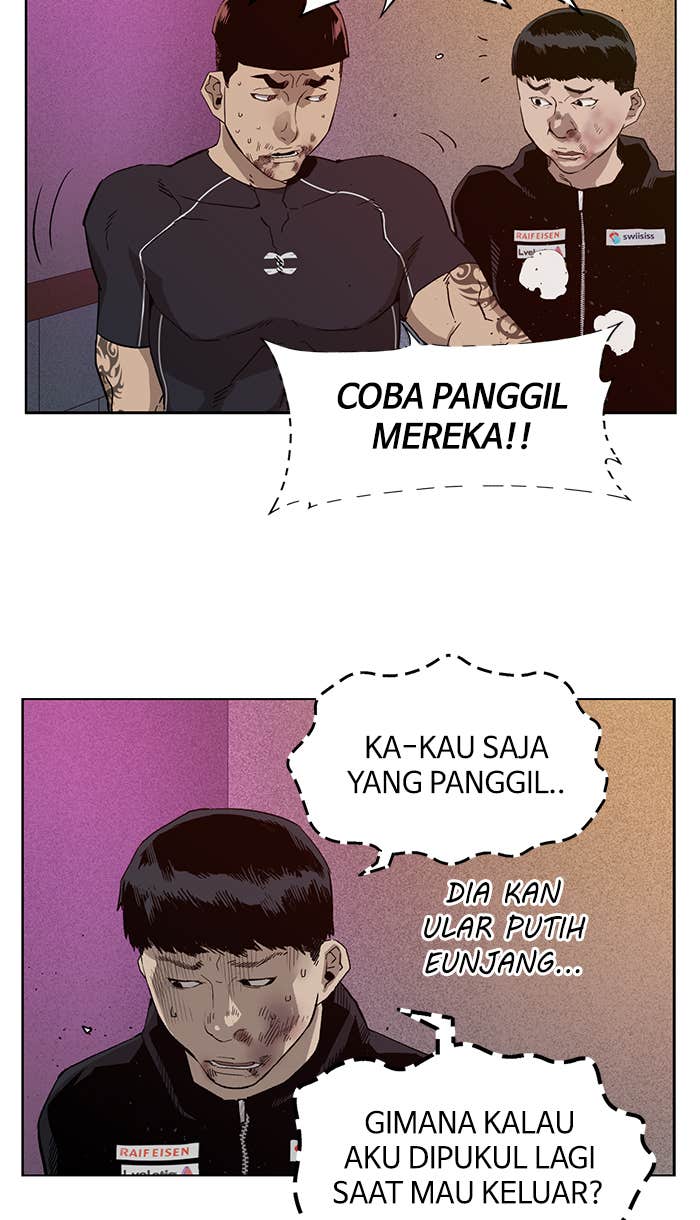 RAIFEISEN
swiisiss
COBA PANGGIL
MEREKA!!
KA-KAU SAJA
YANG PANGGIL..
DIA KAN
ULAR PUTIH
EUNJANG...
GIMANA KALAU
AKU DIPUKUL LAGI
SAAT MAU KELUAR?
RAIFEISEN